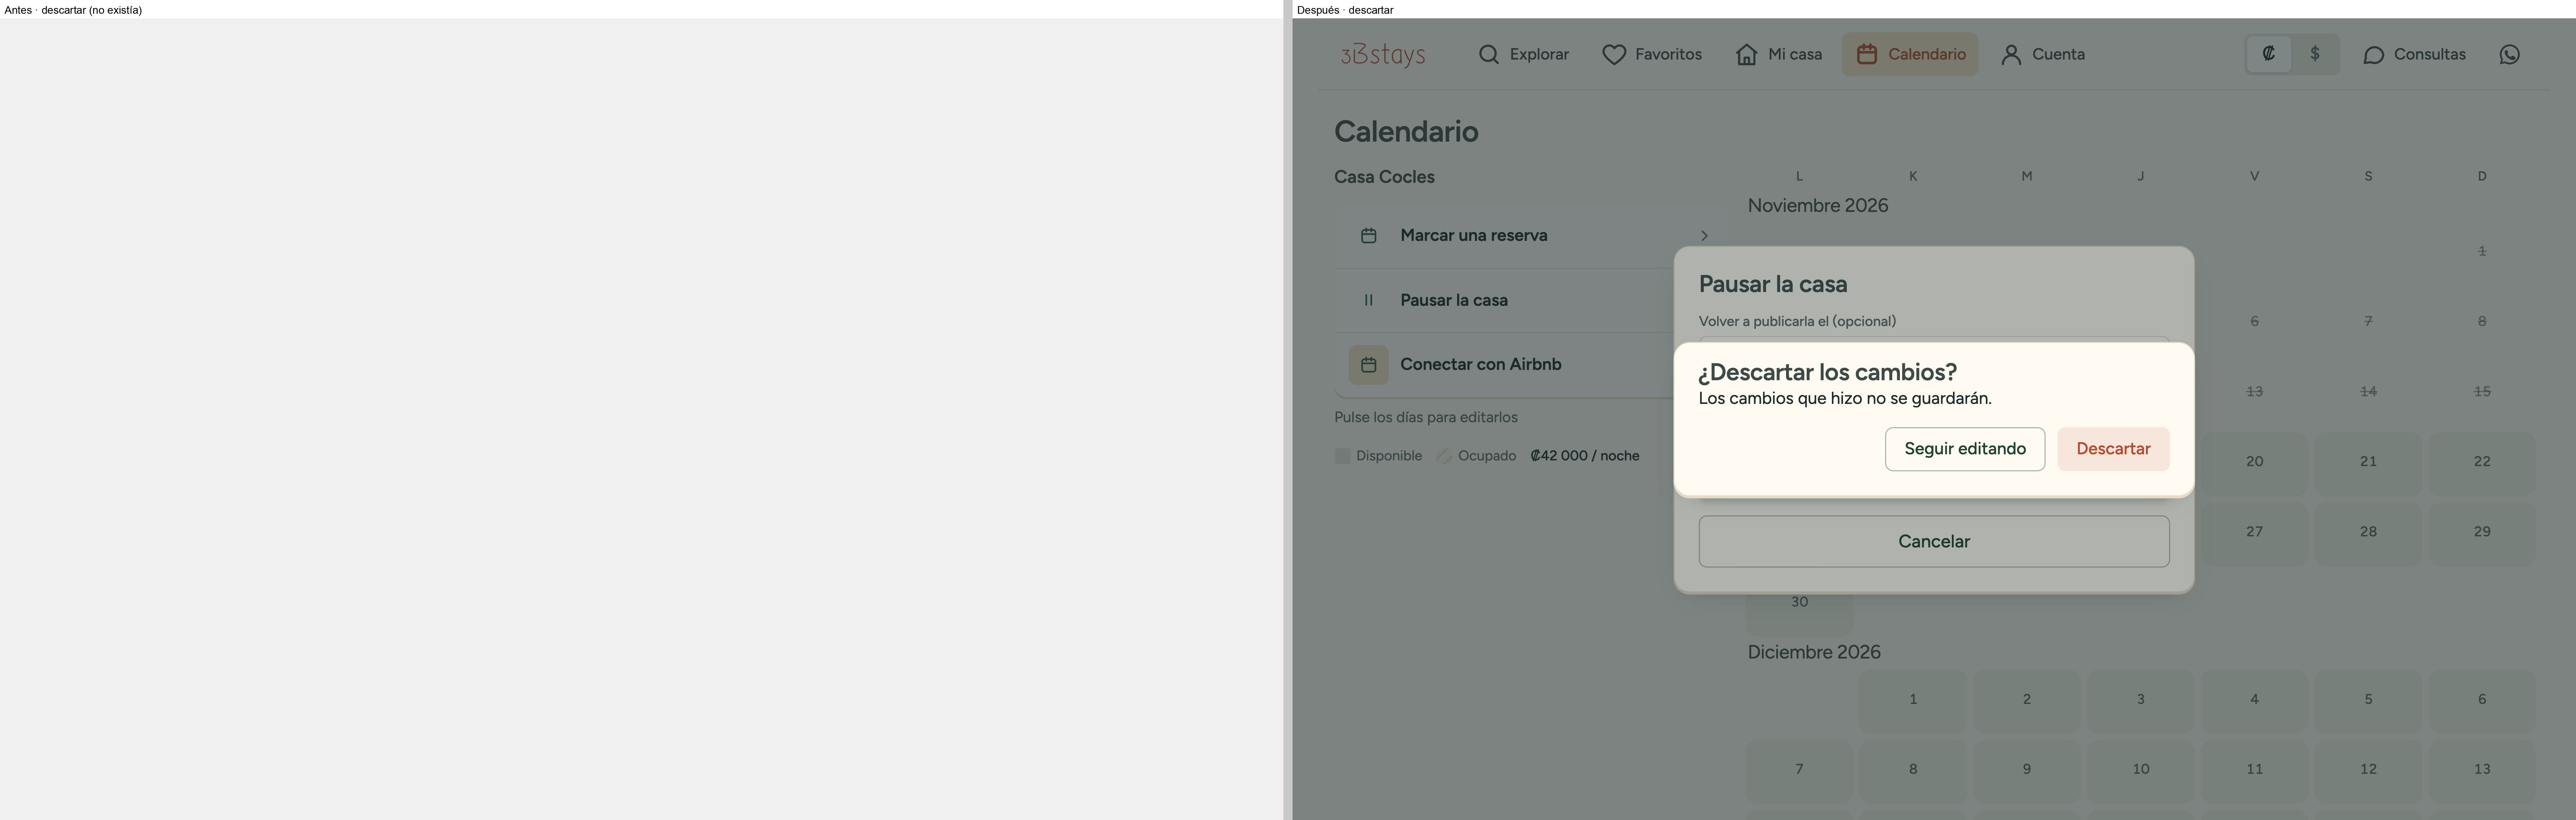 Antes · descartar (no existía)
Después · descartar
3B stays
Explorar
Favoritos
Mi casa
Calendario
Cuenta
₡
$
Consultas
Calendario
Casa Cocles
Marcar una reserva
Pausar la casa
Conectar con Airbnb
Pulse los días para editarlos
Disponible
Ocupado
₡42 000 / noche
L K M J V S D
Noviembre 2026
1
6 7 8
13 14 15
20 21 22
27 28 29
30
Pausar la casa
Volver a publicarla el (opcional)
¿Descartar los cambios?
Los cambios que hizo no se guardarán.
Seguir editando
Descartar
Cancelar
Diciembre 2026
1 2 3 4 5 6
7 8 9 10 11 12 13